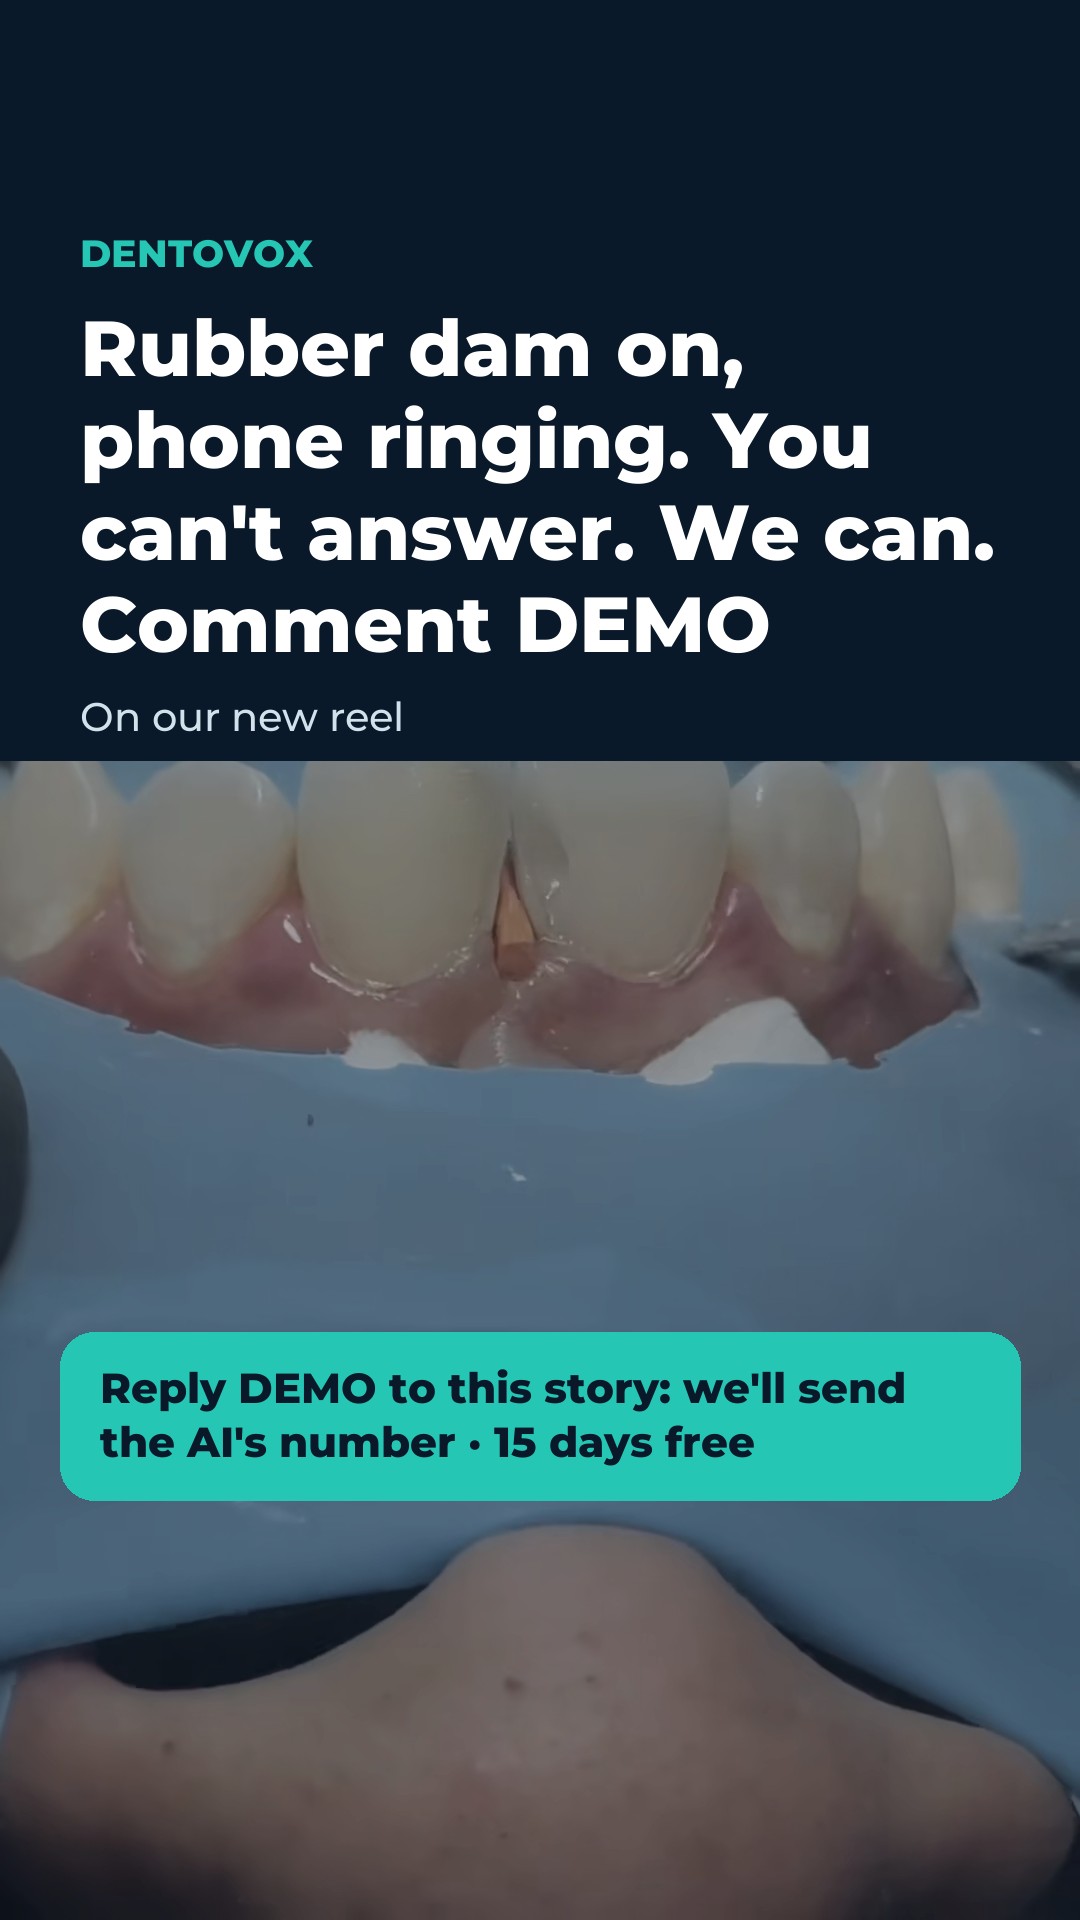 DENTOVOX
Rubber dam on,
phone ringing. You
can't answer. We can.
Comment DEMO
On our new reel
Reply DEMO to this story: we'll send
the AI's number · 15 days free